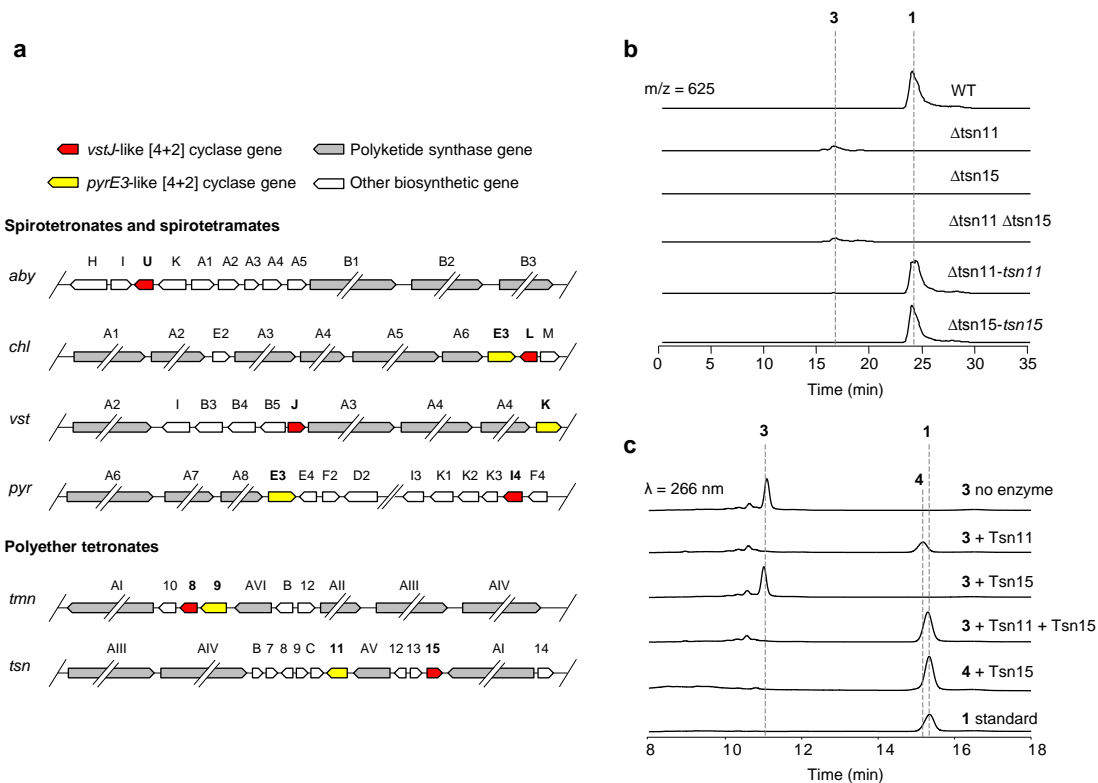 a
vstJ-like [4+2] cyclase gene
Polyketide synthase gene
pyrE3-like [4+2] cyclase gene
Other biosynthetic gene
Spirotetronates and spirotetramates
H I U K A1 A2 A3 A4 A5 B1 B2 B3
aby
A1 A2 E2 A3 A4 A5 A6 E3 L M
chl
A2 I B3 B4 B5 J A3 A4 A4 K
vst
A6 A7 A8 E3 E4 F2 D2 I3 K1 K2 K3 I4 F4
pyr
Polyether tetronates
AI 10 8 9 AVI B 12 AII AIII AIV
tmn
AIII AIV B 7 8 9 C 11 AV 12 13 15 AI 14
tsn
b
3 1
m/z = 625
WT
Δtsn11
Δtsn15
Δtsn11 Δtsn15
Δtsn11-tsn11
Δtsn15-tsn15
0 5 10 15 20 25 30 35
Time (min)
c
3 1
4
λ = 266 nm
3 no enzyme
3 + Tsn11
3 + Tsn15
3 + Tsn11 + Tsn15
4 + Tsn15
1 standard
8 10 12 14 16 18
Time (min)